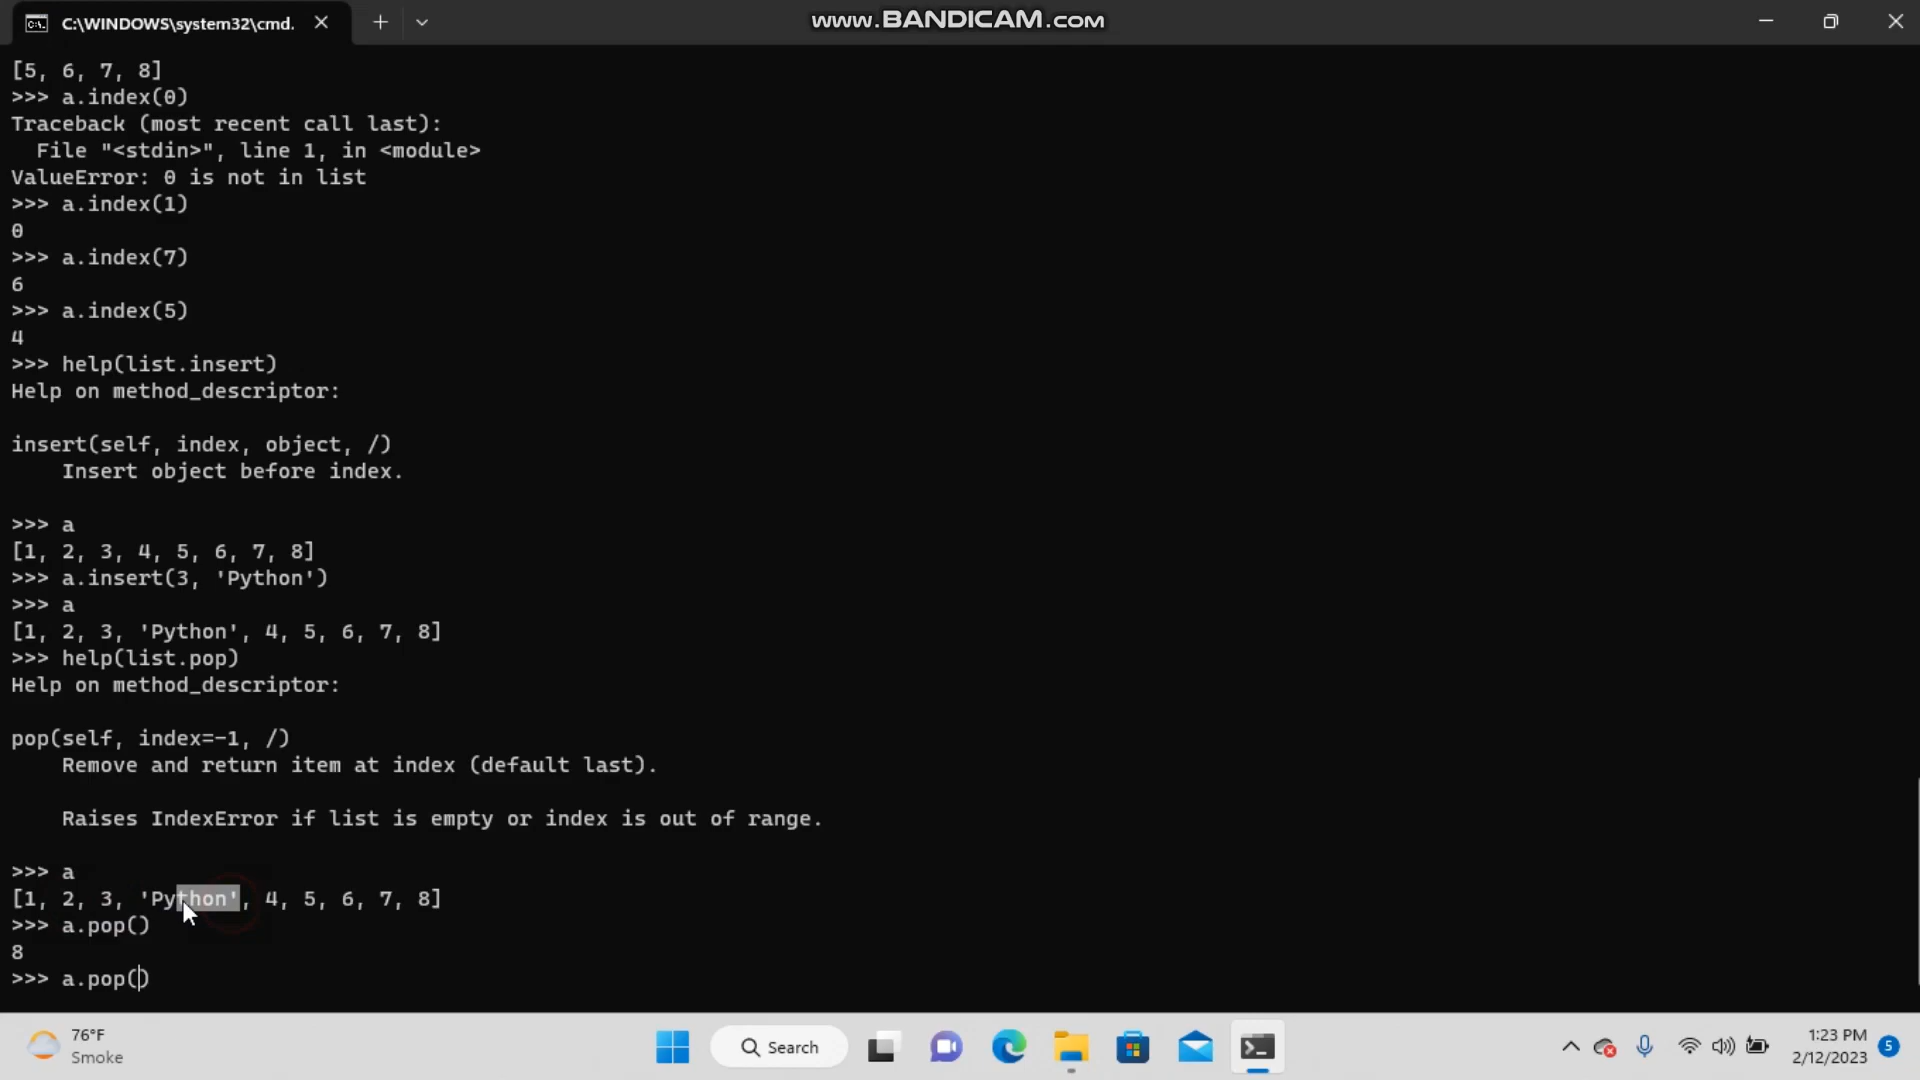 C:\WINDOWS\system32\cmd.
www.BANDICAM.com
[5, 6, 7, 8]
>>> a.index(0)
Traceback (most recent call last):
  File "<stdin>", line 1, in <module>
ValueError: 0 is not in list
>>> a.index(1)
0
>>> a.index(7)
6
>>> a.index(5)
4
>>> help(list.insert)
Help on method_descriptor:
insert(self, index, object, /)
    Insert object before index.
>>> a
[1, 2, 3, 4, 5, 6, 7, 8]
>>> a.insert(3, 'Python')
>>> a
[1, 2, 3, 'Python', 4, 5, 6, 7, 8]
>>> help(list.pop)
Help on method_descriptor:
pop(self, index=-1, /)
    Remove and return item at index (default last).
    Raises IndexError if list is empty or index is out of range.
>>> a
[1, 2, 3, 'Python', 4, 5, 6, 7, 8]
>>> a.pop()
8
>>> a.pop()
76°F
Smoke
Search
1:23 PM
2/12/2023
5